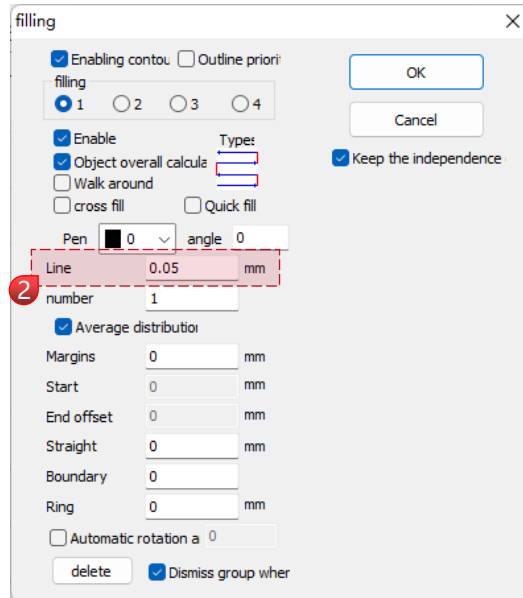 filling
Enabling contou Outline priorit
filling
1 2 3 4
Enable Types
Object overall calcula
Walk around
cross fill Quick fill
Pen 0 angle 0
Line 0.05 mm
2
number 1
Average distribution
Margins 0 mm
Start 0 mm
End offset 0 mm
Straight 0 mm
Boundary 0
Ring 0 mm
Automatic rotation a 0
delete Dismiss group wher
OK
Cancel
Keep the independence